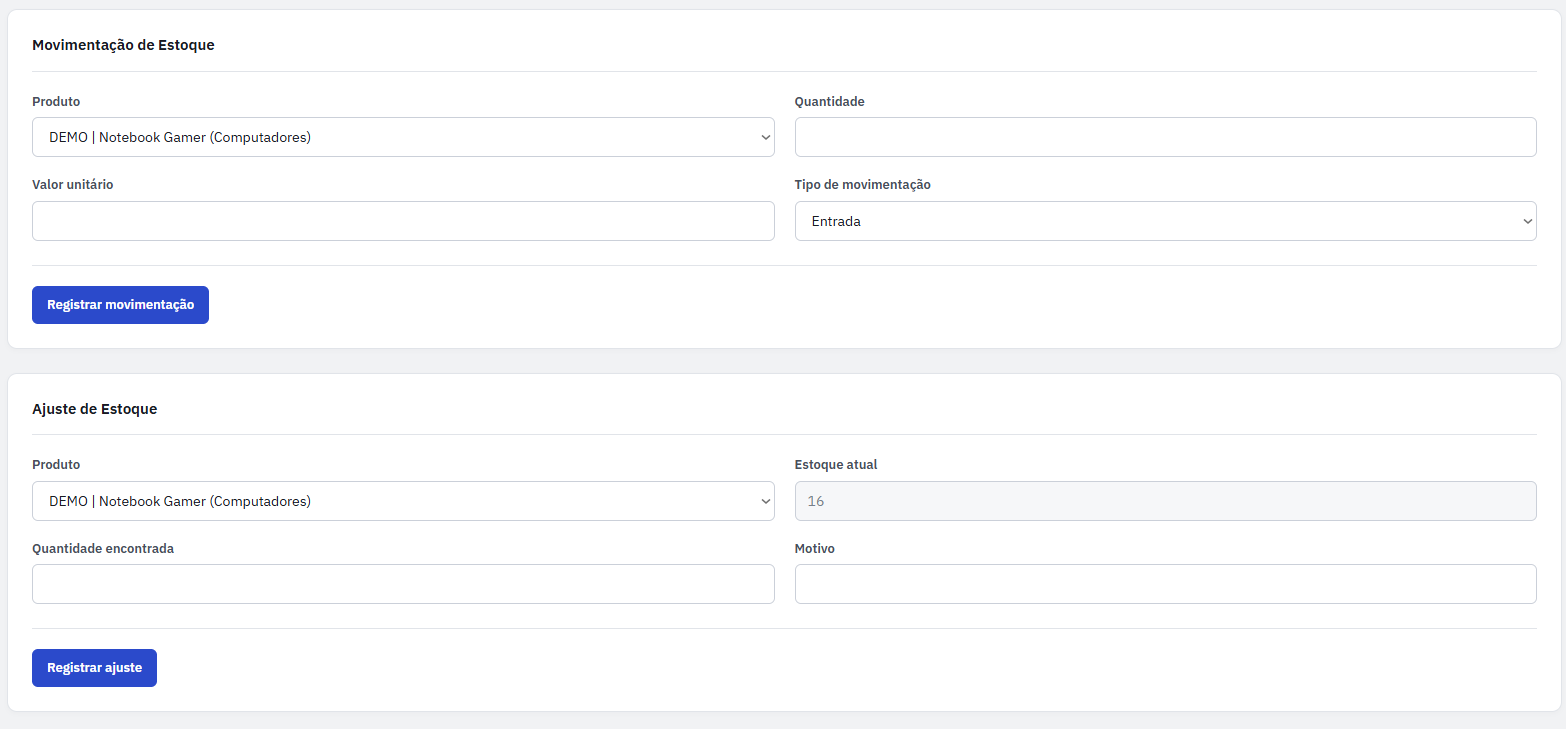 Movimentação de Estoque
Produto
Quantidade
DEMO | Notebook Gamer (Computadores)
Valor unitário
Tipo de movimentação
Entrada
Registrar movimentação
Ajuste de Estoque
Produto
Estoque atual
DEMO | Notebook Gamer (Computadores)
16
Quantidade encontrada
Motivo
Registrar ajuste